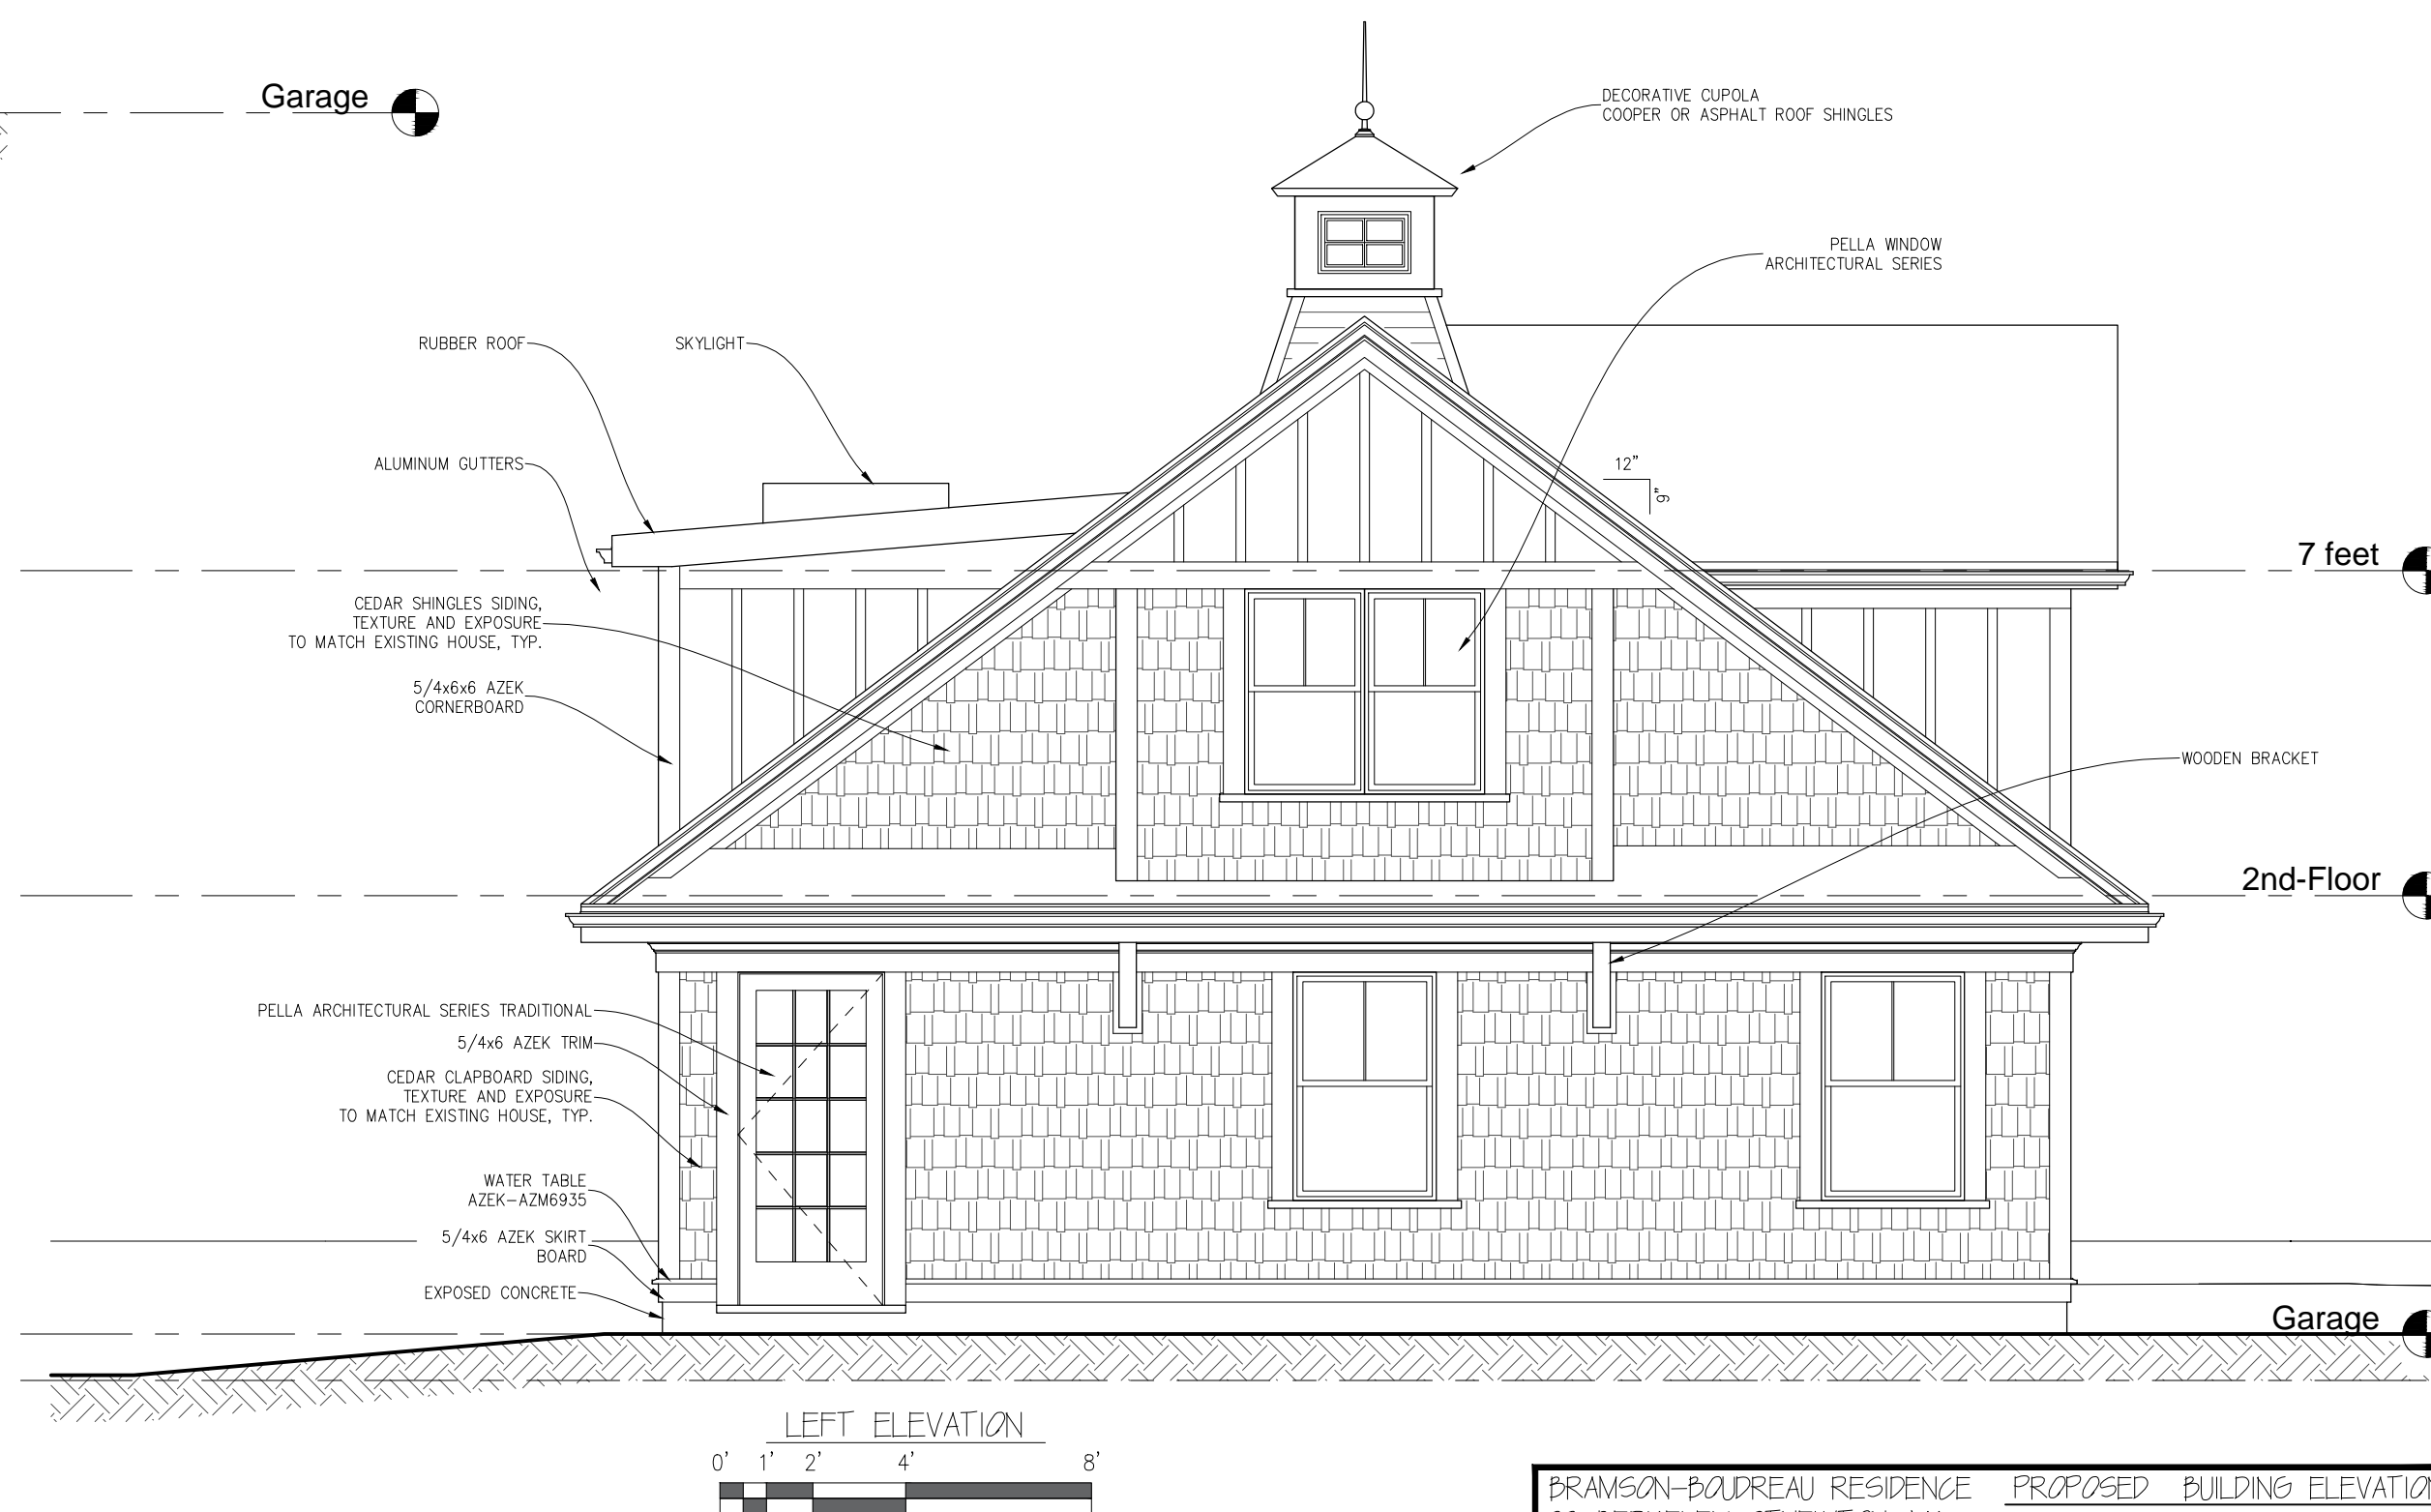 Garage
DECORATIVE CUPOLA
COOPER OR ASPHALT ROOF SHINGLES
PELLA WINDOW
ARCHITECTURAL SERIES
RUBBER ROOF
SKYLIGHT
ALUMINUM GUTTERS
12"
9"
7 feet
CEDAR SHINGLES SIDING,
TEXTURE AND EXPOSURE
TO MATCH EXISTING HOUSE, TYP.
5/4x6x6 AZEK
CORNERBOARD
WOODEN BRACKET
2nd-Floor
PELLA ARCHITECTURAL SERIES TRADITIONAL
5/4x6 AZEK TRIM
CEDAR CLAPBOARD SIDING,
TEXTURE AND EXPOSURE
TO MATCH EXISTING HOUSE, TYP.
WATER TABLE
AZEK-AZM6935
5/4x6 AZEK SKIRT
BOARD
EXPOSED CONCRETE
Garage
LEFT ELEVATION
0' 1' 2' 4' 8'
BRAMSON-BOUDREAU RESIDENCE PROPOSED BUILDING